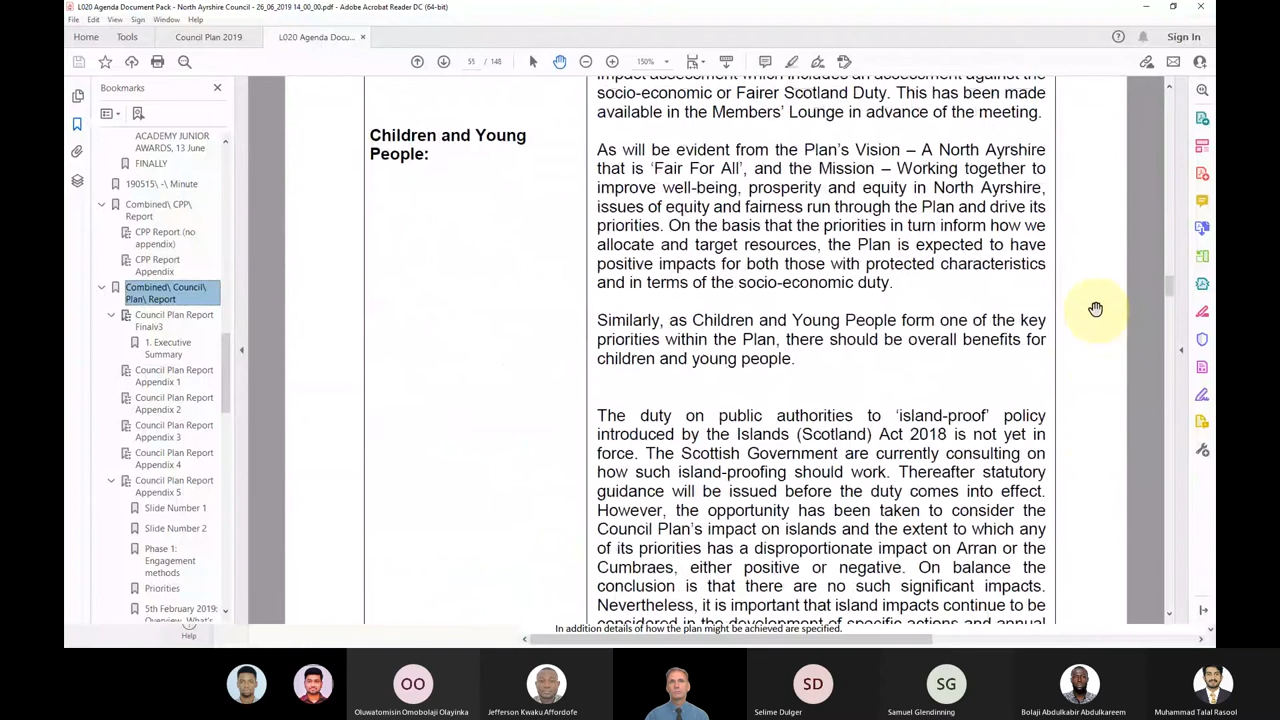 L020 Agenda Document Pack - North Ayrshire Council - 26_06_2019 14_00_00.pdf - Adobe Acrobat Reader DC (64-bit)
File Edit View Sign Window Help
Home Tools Council Plan 2019 L020 Agenda Docu... × Sign In
55 / 148 150%
Bookmarks
ACADEMY JUNIOR
AWARDS, 13 June
FINALLY
190515\ -\ Minute
Combined\ CPP\
Report
CPP Report (no
appendix)
CPP Report
Appendix
Combined\ Council\
Plan\ Report
Council Plan Report
Finalv3
1. Executive
Summary
Council Plan Report
Appendix 1
Council Plan Report
Appendix 2
Council Plan Report
Appendix 3
Council Plan Report
Appendix 4
Council Plan Report
Appendix 5
Slide Number 1
Slide Number 2
Phase 1:
Engagement
methods
Priorities
5th February 2019:
Overview, What's
Help
Children and Young
People:
impact assessment which includes an assessment against the
socio-economic or Fairer Scotland Duty. This has been made
available in the Members' Lounge in advance of the meeting.
As will be evident from the Plan's Vision – A North Ayrshire
that is 'Fair For All', and the Mission – Working together to
improve well-being, prosperity and equity in North Ayrshire,
issues of equity and fairness run through the Plan and drive its
priorities. On the basis that the priorities in turn inform how we
allocate and target resources, the Plan is expected to have
positive impacts for both those with protected characteristics
and in terms of the socio-economic duty.
Similarly, as Children and Young People form one of the key
priorities within the Plan, there should be overall benefits for
children and young people.
The duty on public authorities to 'island-proof' policy
introduced by the Islands (Scotland) Act 2018 is not yet in
force. The Scottish Government are currently consulting on
how such island-proofing should work. Thereafter statutory
guidance will be issued before the duty comes into effect.
However, the opportunity has been taken to consider the
Council Plan's impact on islands and the extent to which any
of its priorities has a disproportionate impact on Arran or the
Cumbraes, either positive or negative. On balance the
conclusion is that there are no such significant impacts.
Nevertheless, it is important that island impacts continue to be
considered in the development of specific actions and annual
In addition details of how the plan might be achieved are specified.
OO SD SG
Oluwatomisin Omobolaji Olayinka Jefferson Kwaku Affordofe Selime Dulger Samuel Glendinning Bolaji Abdulkabir Abdulkareem Muhammad Talal Rasool